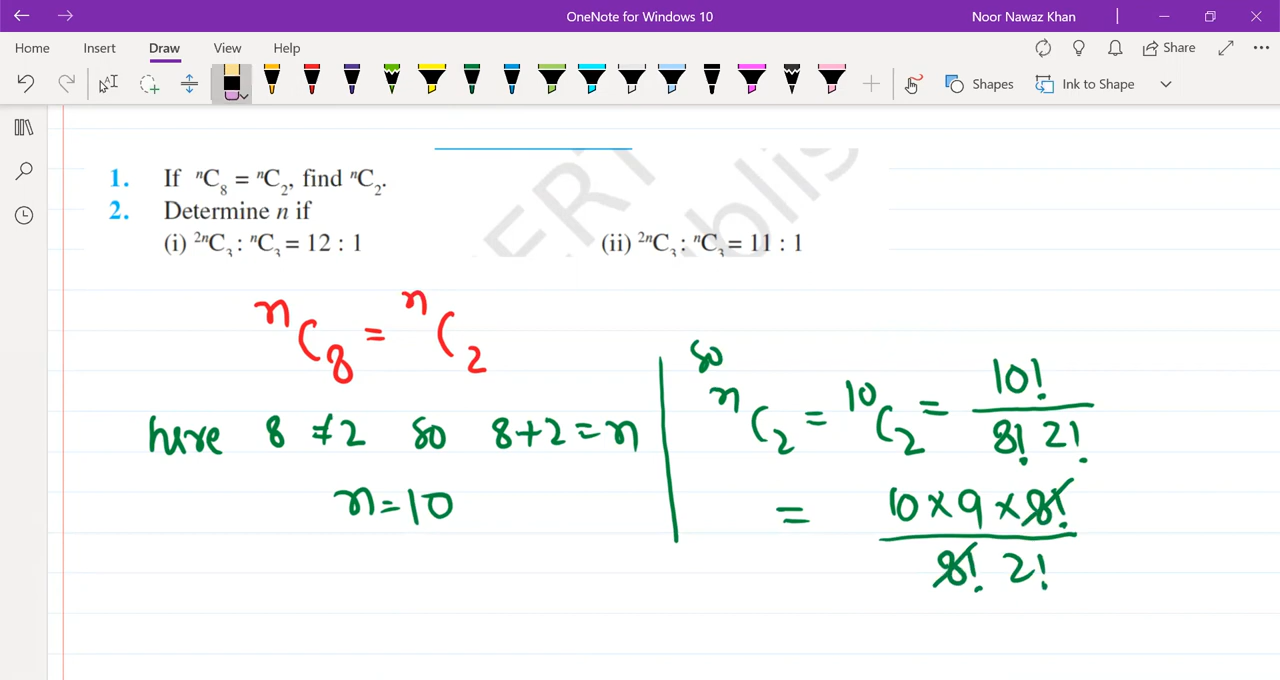 OneNote for Windows 10
Noor Nawaz Khan
Home Insert Draw View Help
Share
Shapes
Ink to Shape
1. If ⁿC₈ = ⁿC₂, find ⁿC₂.
2. Determine n if
(i) ²ⁿC₃ : ⁿC₃ = 12 : 1 (ii) ²ⁿC₃ : ⁿC₃ = 11 : 1
ⁿC₈ = ⁿC₂
here 8 ≠ 2 so 8+2 = n
n = 10
so
ⁿC₂ = ¹⁰C₂ = 10! / 8! 2!
= 10 × 9 × 8! / 8! 2!